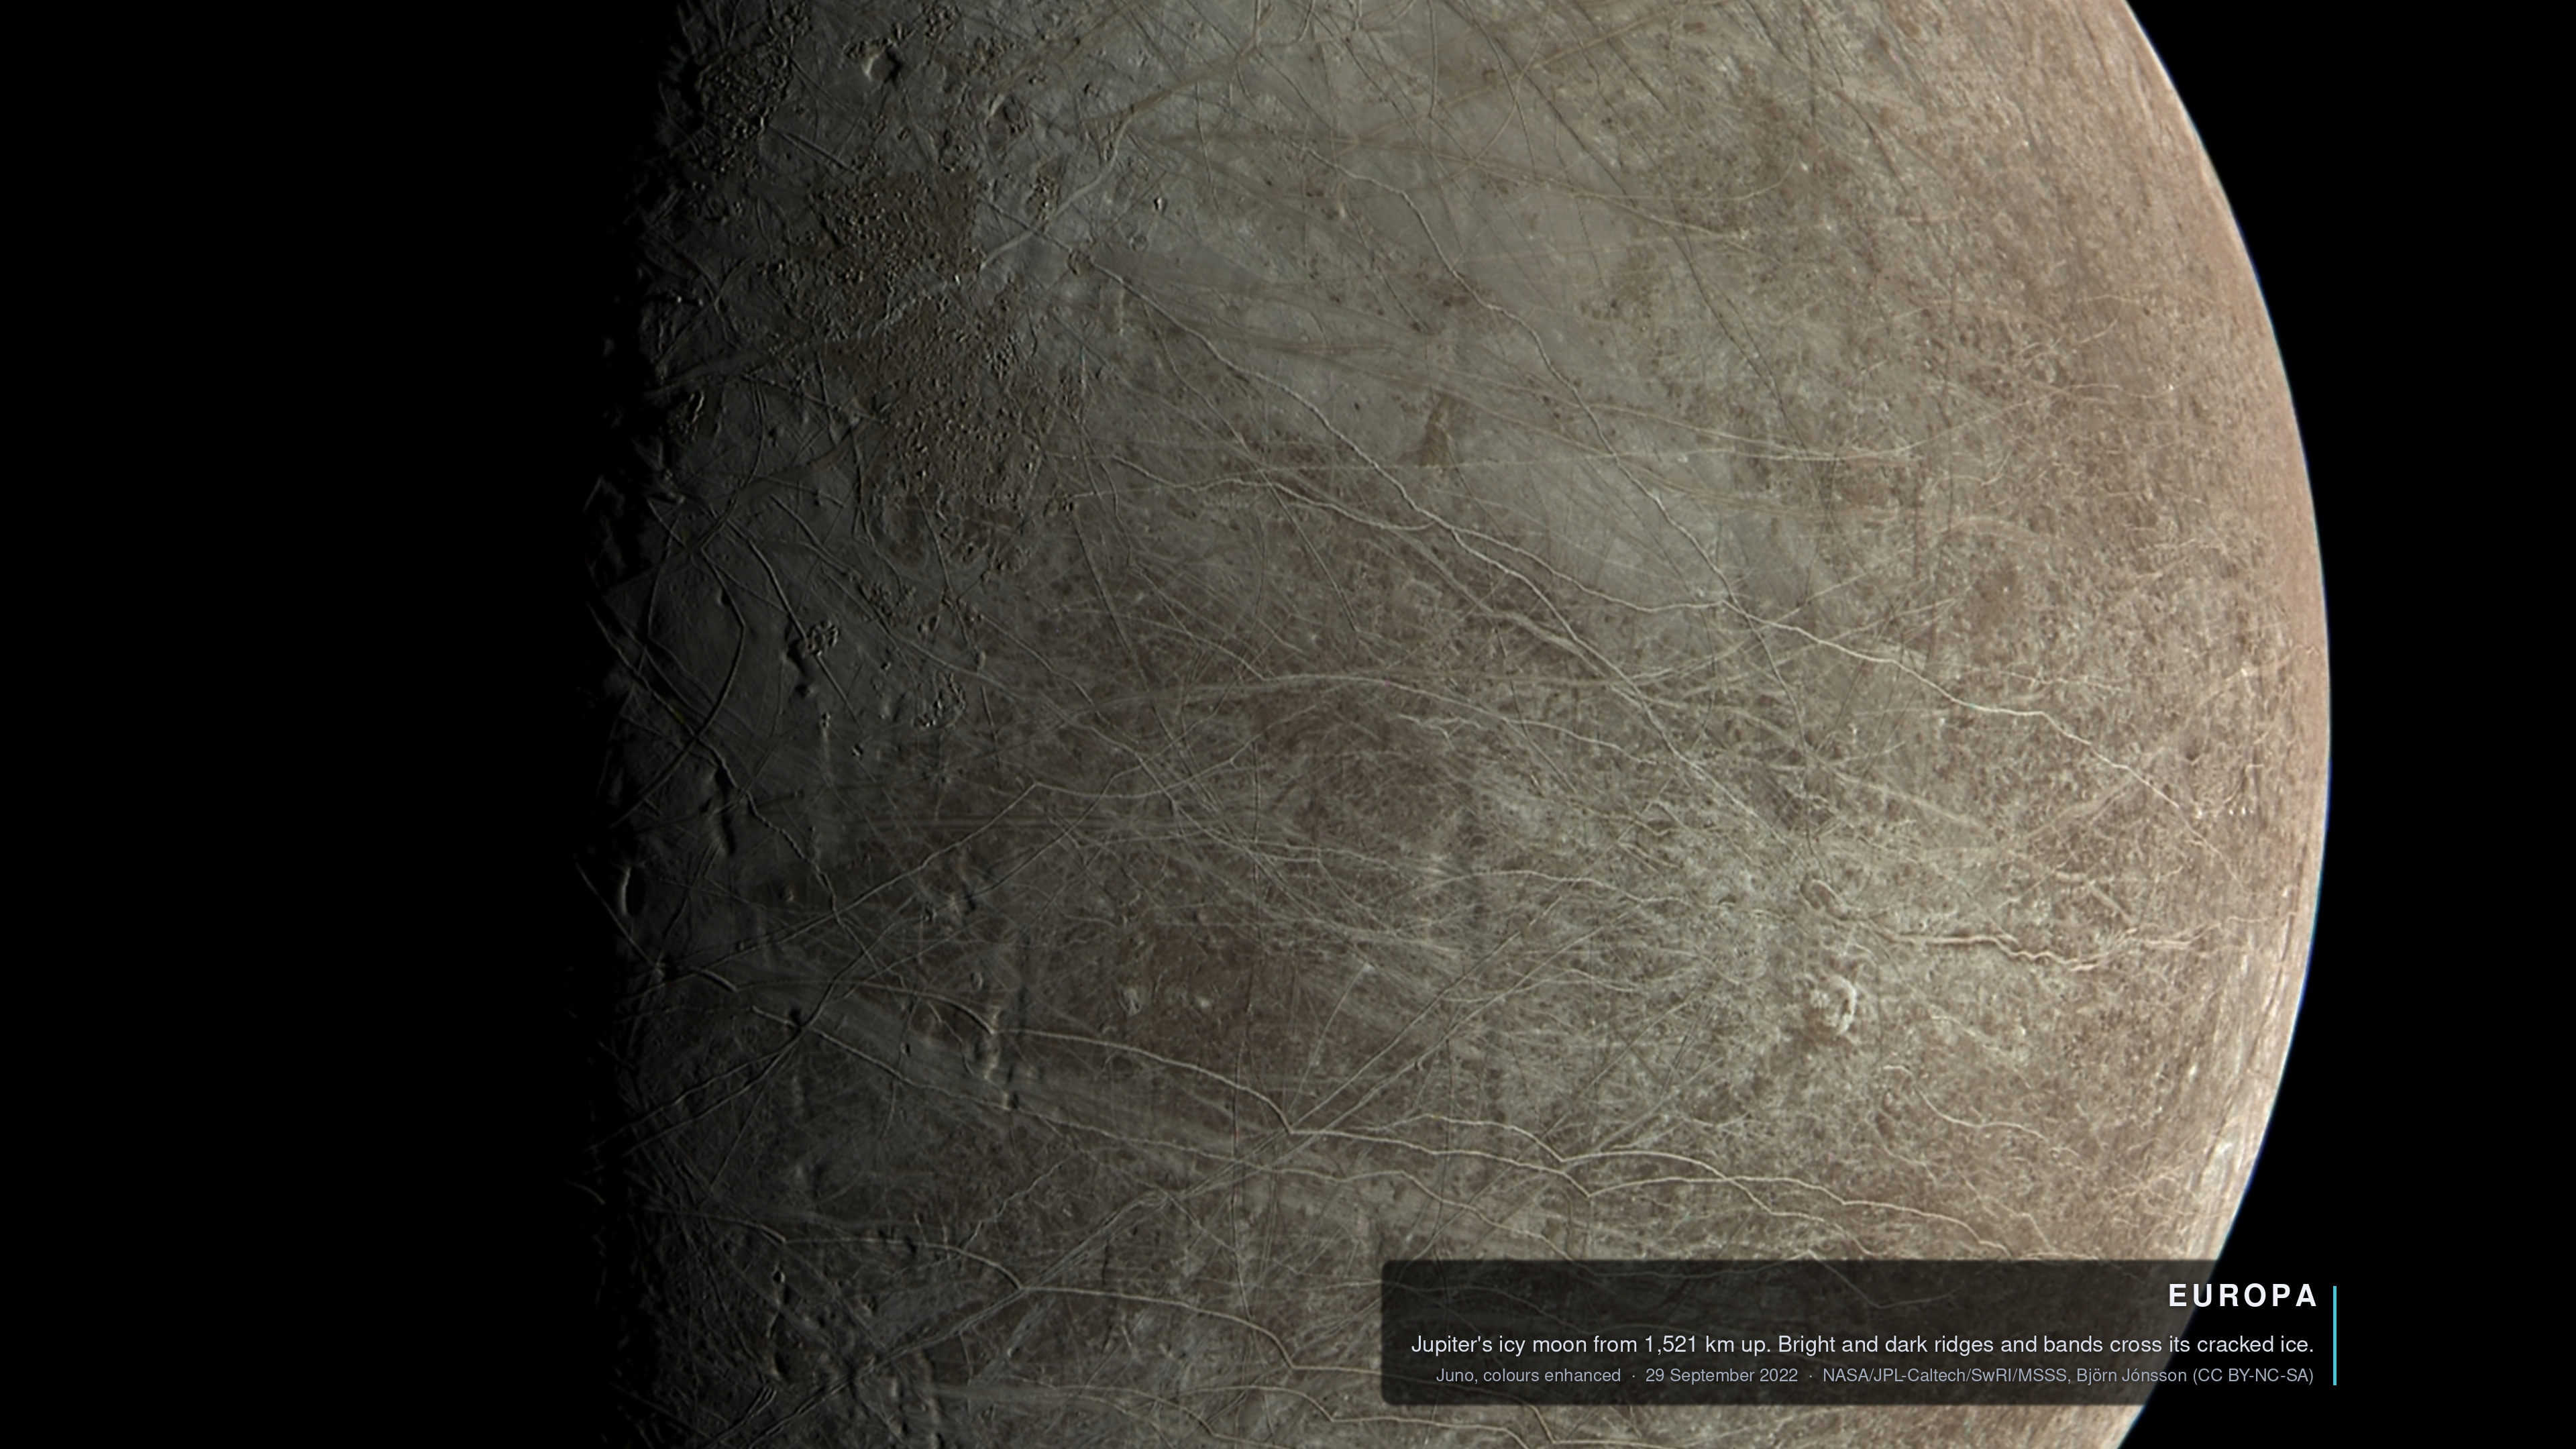 EUROPA
Jupiter's icy moon from 1,521 km up. Bright and dark ridges and bands cross its cracked ice.
Juno, colours enhanced · 29 September 2022 · NASA/JPL-Caltech/SwRI/MSSS, Björn Jónsson (CC BY-NC-SA)